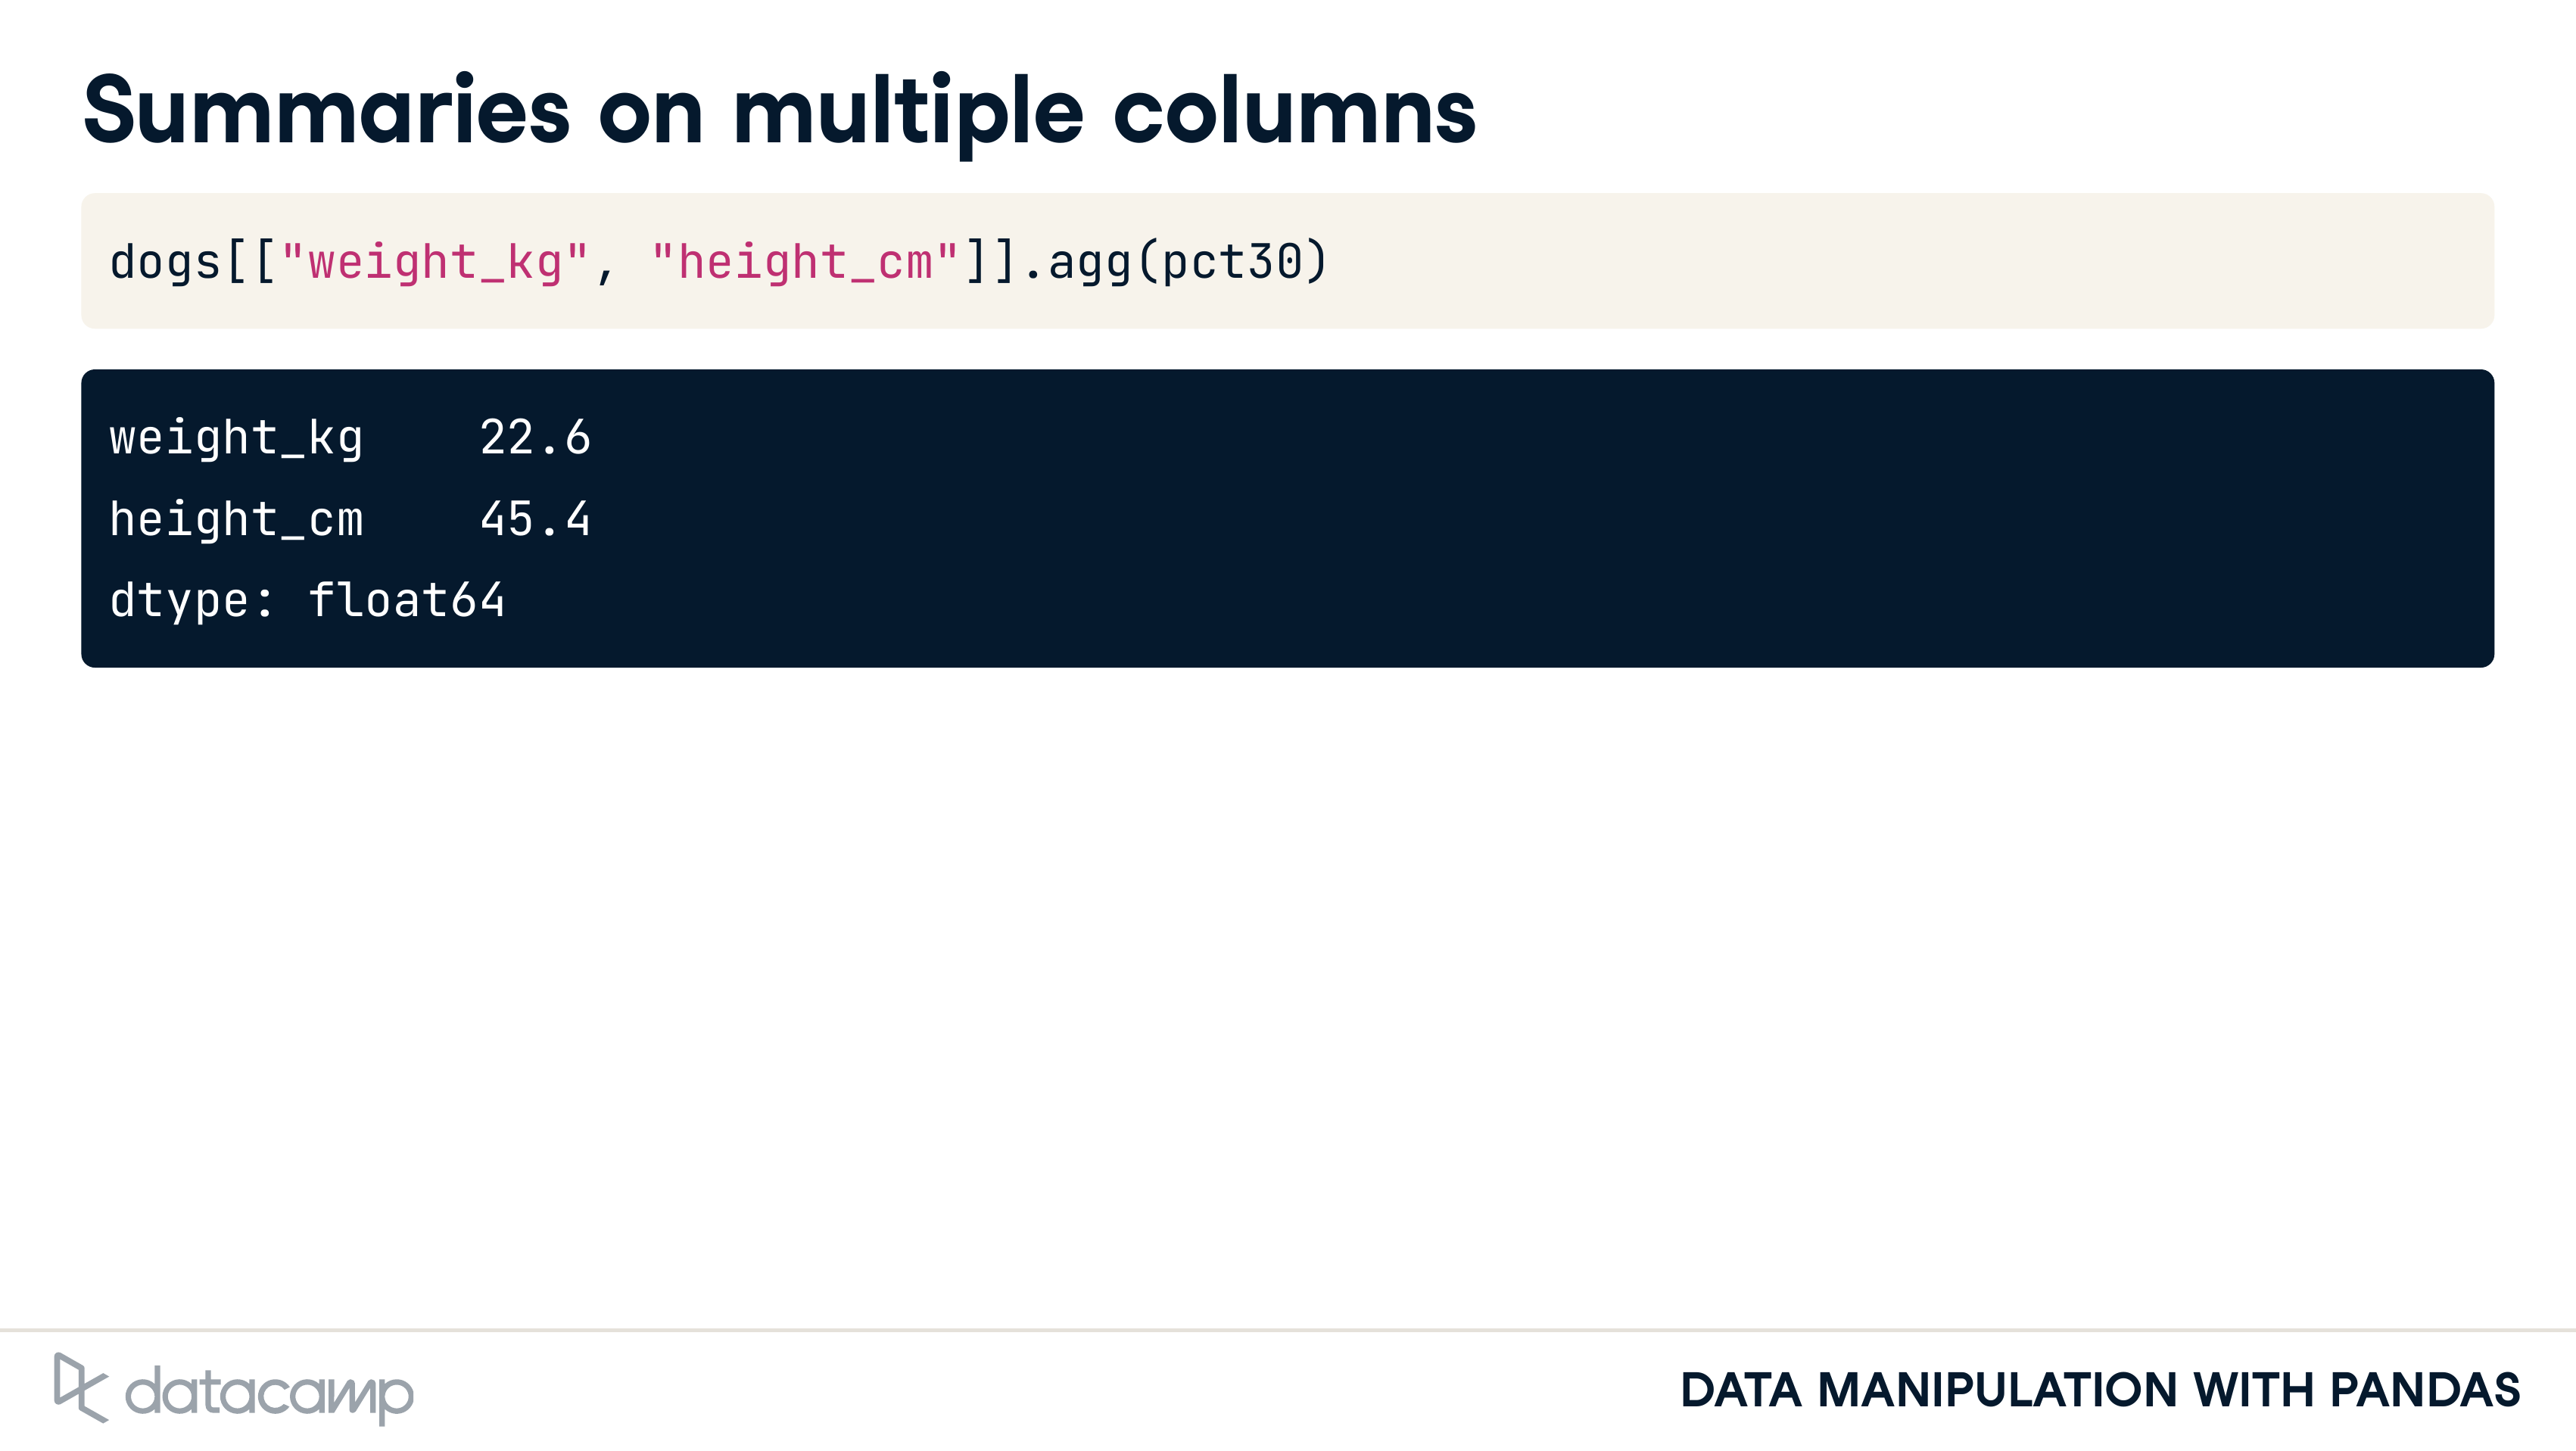 Summaries on multiple columns
dogs[["weight_kg", "height_cm"]].agg(pct30)
weight_kg    22.6
height_cm    45.4
dtype: float64
datacamp
DATA MANIPULATION WITH PANDAS